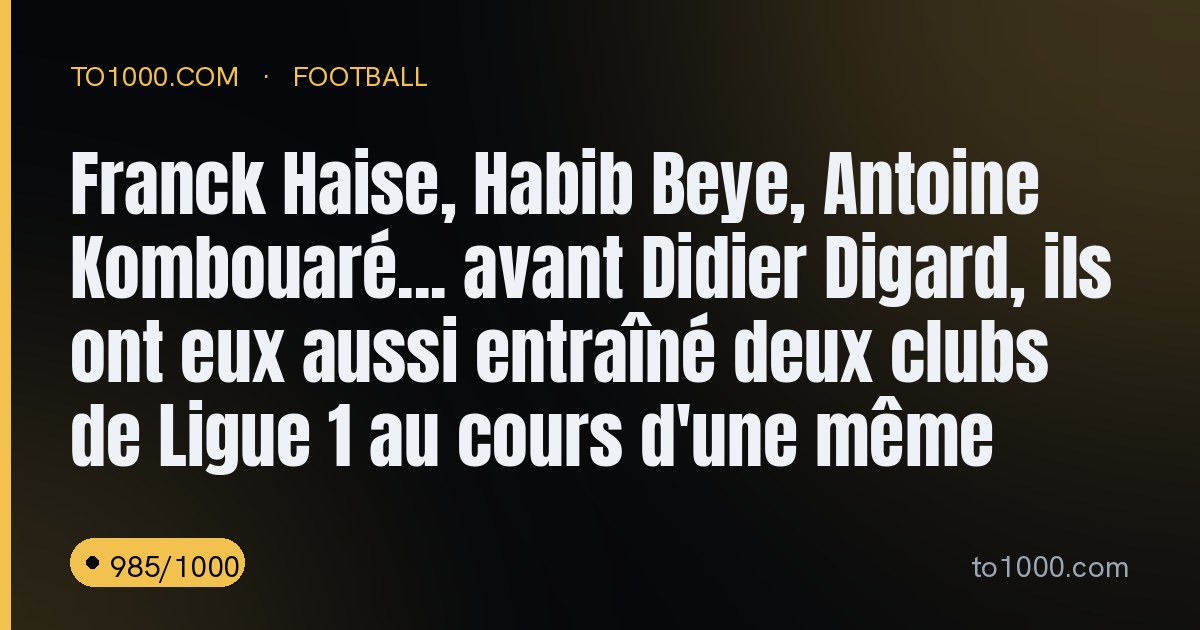 TO1000.COM · FOOTBALL
Franck Haise, Habib Beye, Antoine
Kombouaré... avant Didier Digard, ils
ont eux aussi entraîné deux clubs
de Ligue 1 au cours d'une même
985/1000
to1000.com